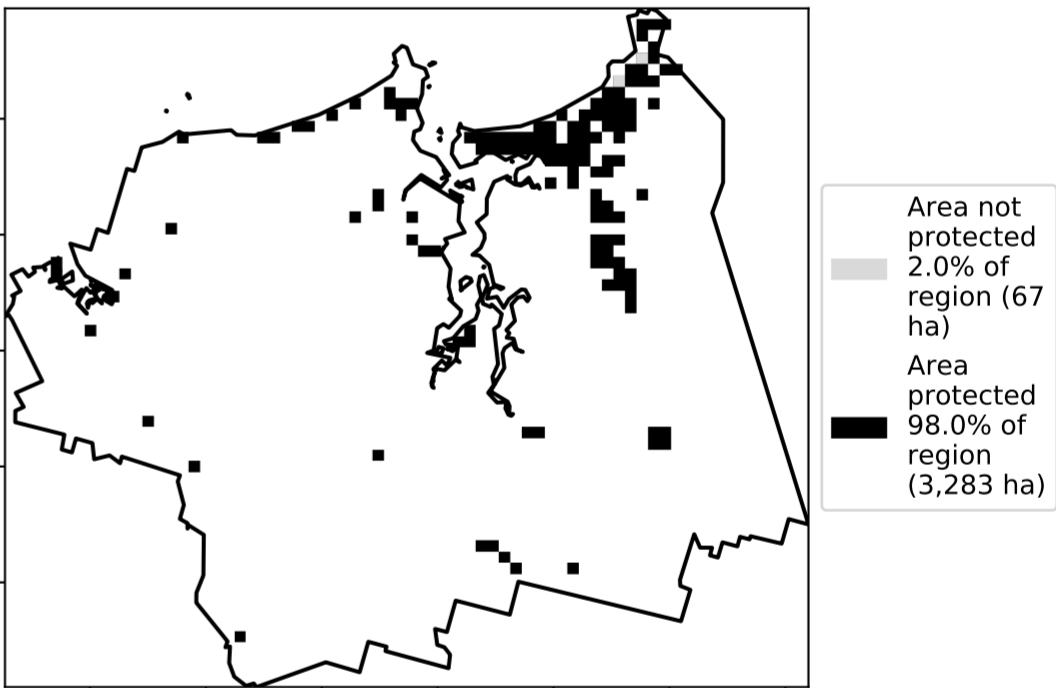 Area not
protected
2.0% of
region (67
ha)
Area
protected
98.0% of
region
(3,283 ha)